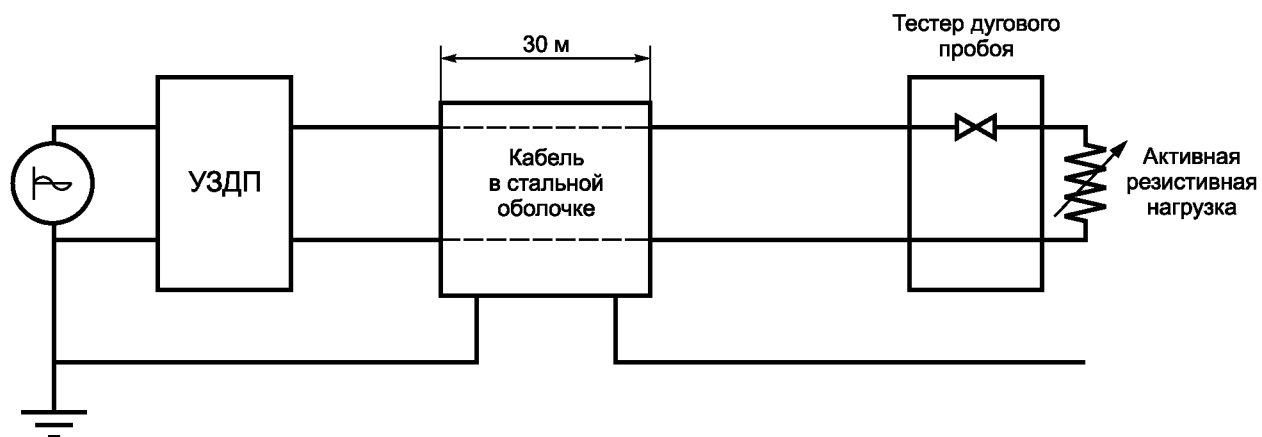 Тестер дугового
пробоя
30 м
УЗДП
Кабель
в стальной
оболочке
Активная
резистивная
нагрузка